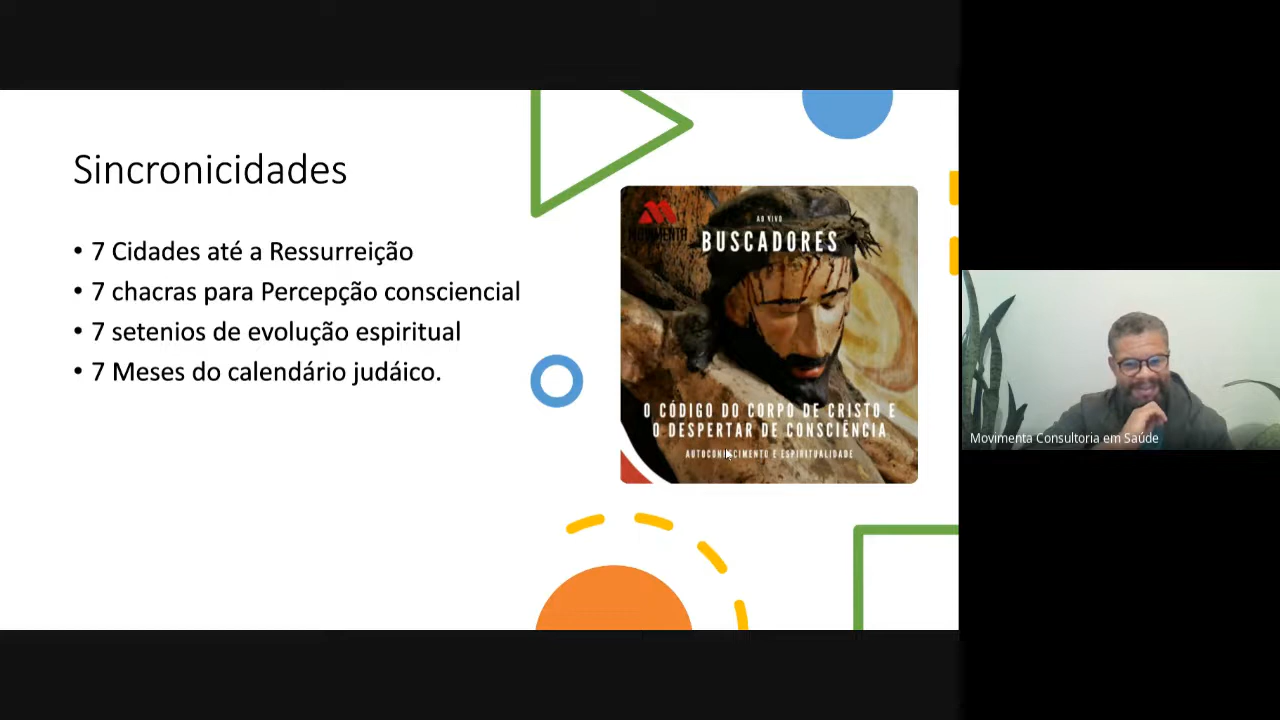 Sincronicidades
• 7 Cidades até a Ressurreição
• 7 chacras para Percepção consciencial
• 7 setenios de evolução espiritual
• 7 Meses do calendário judáico.
MOVIMENTA
AO VIVO
BUSCADORES
O CÓDIGO DO CORPO DE CRISTO E
O DESPERTAR DE CONSCIÊNCIA
AUTOCONHECIMENTO E ESPIRITUALIDADE
Movimenta Consultoria em Saúde